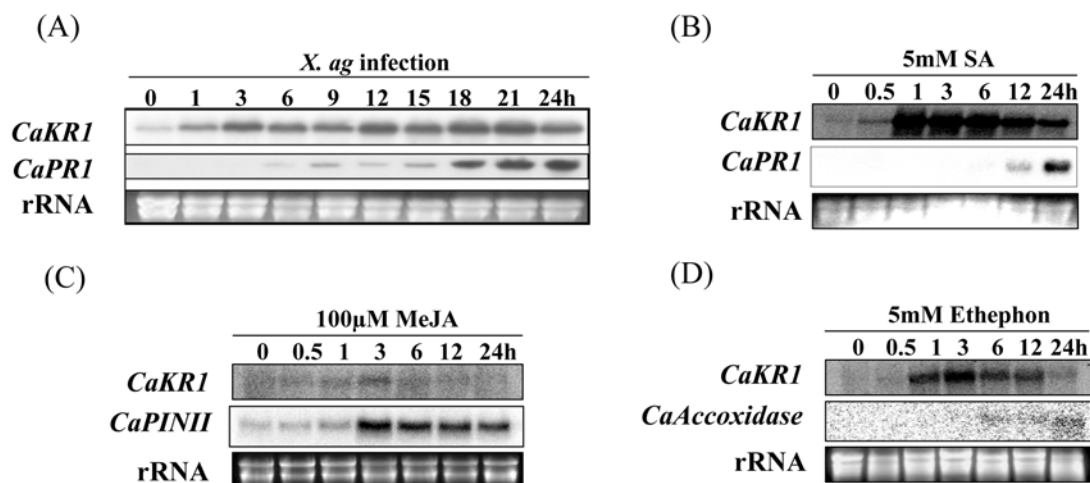 (A)
X. ag infection
0 1 3 6 9 12 15 18 21 24h
CaKR1
CaPR1
rRNA
(B)
5mM SA
0 0.5 1 3 6 12 24h
CaKR1
CaPR1
rRNA
(C)
100μM MeJA
0 0.5 1 3 6 12 24h
CaKR1
CaPINII
rRNA
(D)
5mM Ethephon
0 0.5 1 3 6 12 24h
CaKR1
CaAccoxidase
rRNA